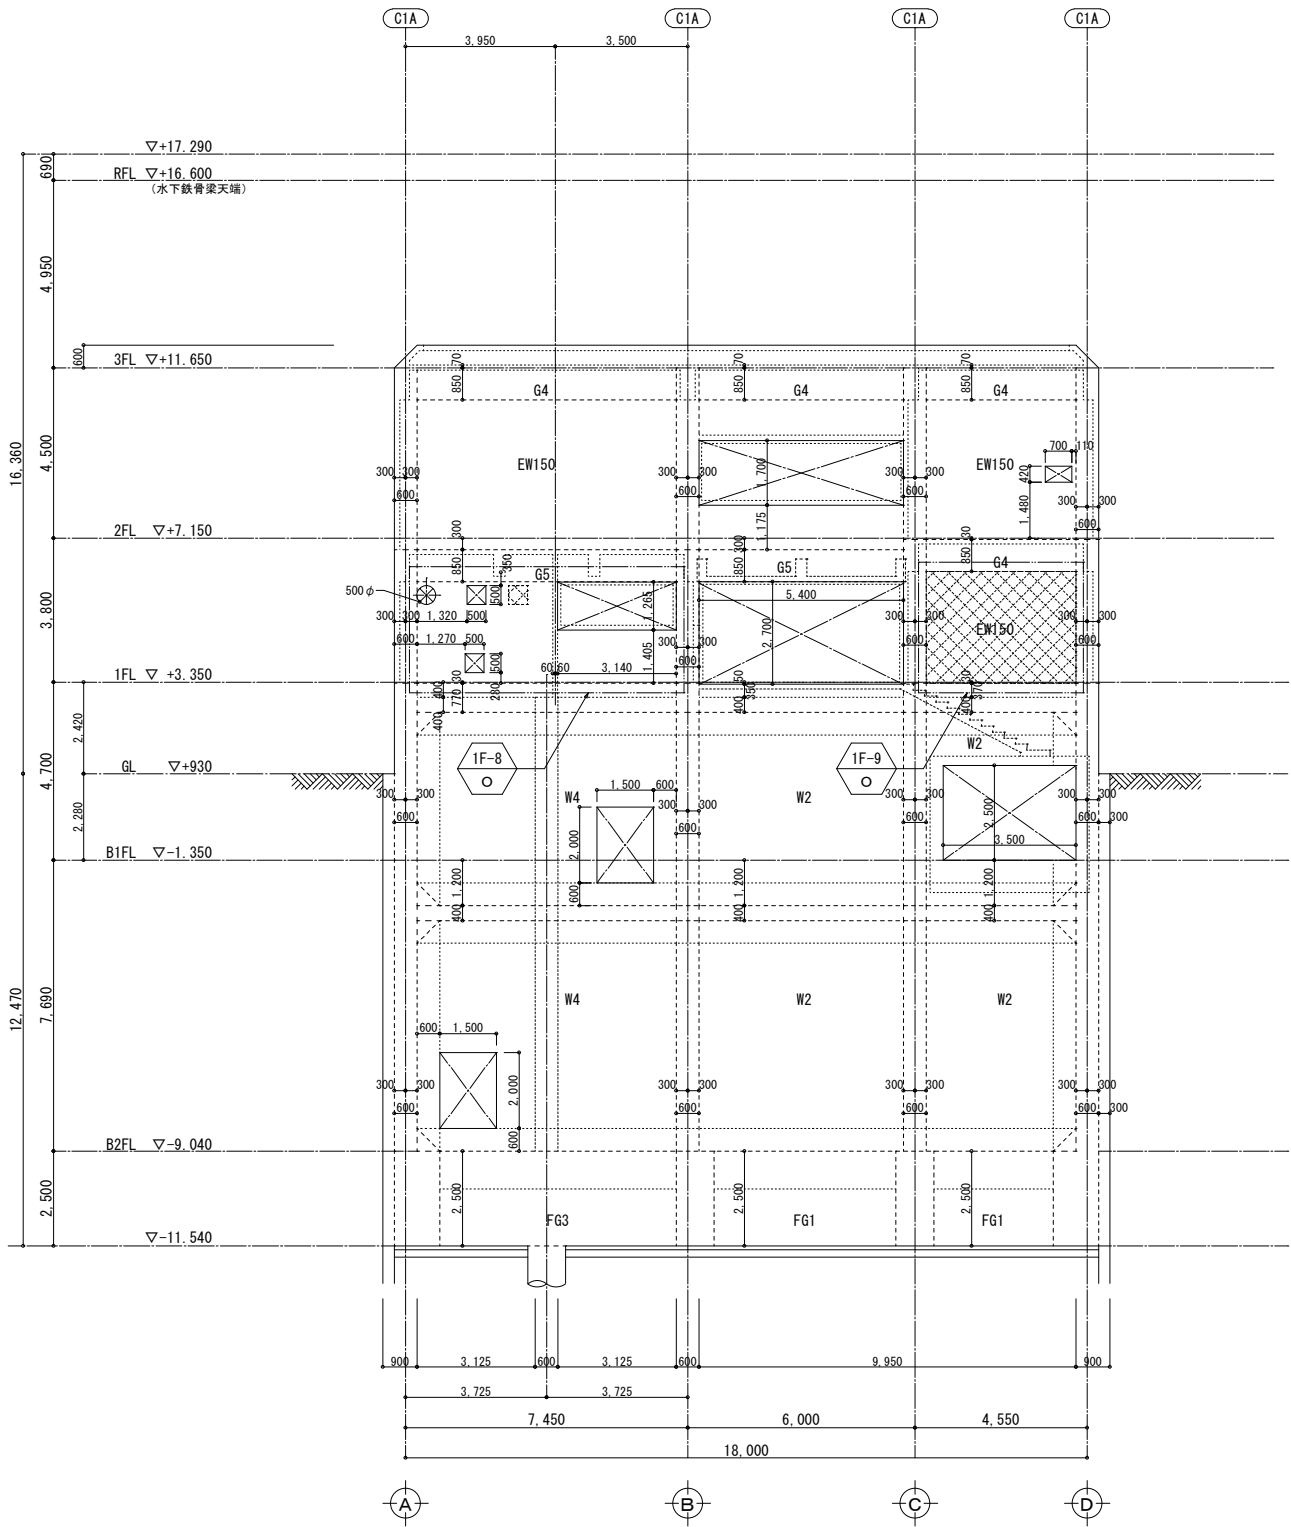 C1A C1A C1A C1A
3,950 3,500
▽+17.290
690
RFL ▽+16.600
(水下鉄骨梁天端)
4,950
600
3FL ▽+11.650
70 70 70
850 850 850
G4 G4 G4
16,360
4,500
EW150 EW150
1,700
700 110
420
300 300 300 300 300 300
600 600 600
1,480
300 300
600
1,175
2FL ▽+7.150
300 300 30
850 850 850
G5 G5 G4
350
500φ
500
1,265
5,400
3,800
EW150
300 300 1,320 500
2,700
300 300 300 300
600 1,270 500
300 300
600 600
500
1,405
600
60 60 3,140
1FL ▽+3.350
400 30 280 50 30
770 350 370
400 400 400
2,420
1F-8
○
1F-9
○
W2
GL ▽+930
4,700
2,280
1,500 600
W4 W2
2,500
300 300 300 300 300 300 300 300
600 600 600 600 300
2,000
3,500
B1FL ▽-1.350
1,200 1,200 1,200
600
400 400 400
12,470
7,690
W4 W2 W2
600 1,500
2,000
300 300 300 300 300 300 300 300
600 600 600 600 300
600
B2FL ▽-9.040
2,500
2,500 2,500 2,500
FG3 FG1 FG1
▽-11.540
900 3,125 600 3,125 600 9,950 900
3,725 3,725
7,450 6,000 4,550
18,000
A B C D